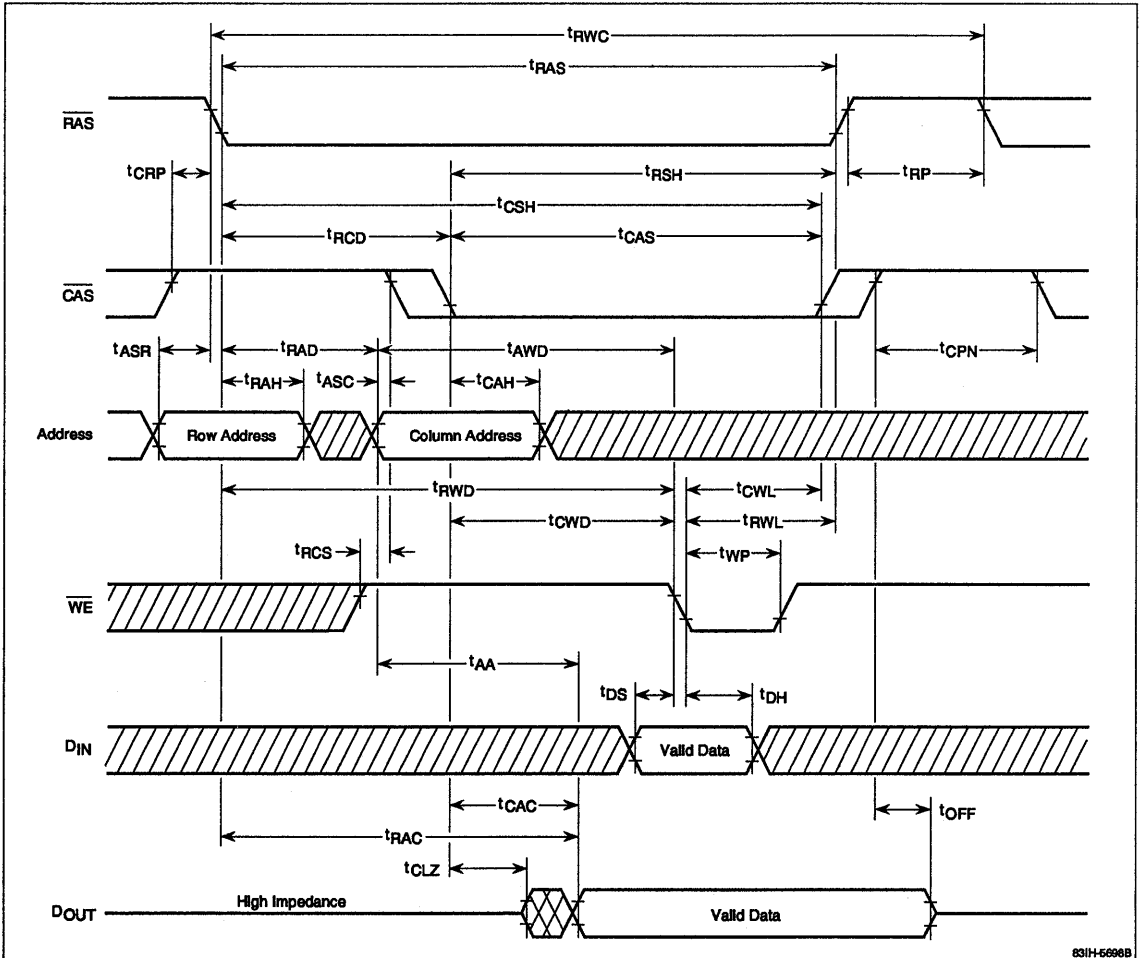 tRWC
tRAS
RAS
tCRP
tRSH
tRP
tCSH
tRCD
tCAS
CAS
tASR
tRAD
tAWD
tCPN
tRAH
tASC
tCAH
Address
Row Address
Column Address
tRWD
tCWL
tCWD
tRWL
tRCS
tWP
WE
tAA
tDS
tDH
DIN
Valid Data
tCAC
tOFF
tRAC
tCLZ
DOUT
High Impedance
Valid Data
83IH-5698B